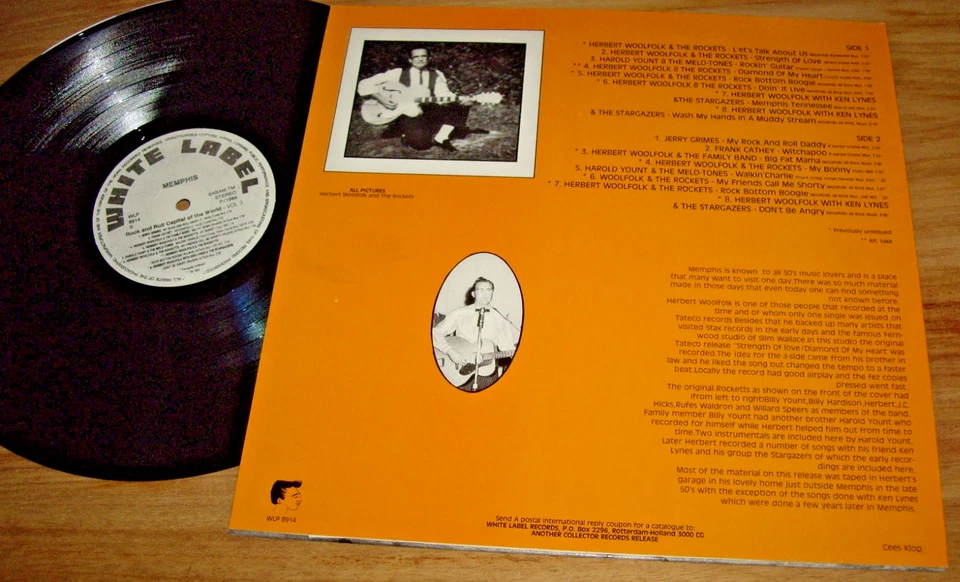 WHITE LABEL
MEMPHIS
WLP
8914
STEREO
Rock and Roll Capital of the World - VOL. 3
ALL PICTURES
Herbert Woolfolk and The Rockets
SIDE 1
* HERBERT WOOLFOLK & THE ROCKETS - Let's Talk About Us
2. HERBERT WOOLFOLK & THE ROCKETS - Strength Of Love
3. HAROLD YOUNT & THE MELO-TONES - Rockin' Guitar
** 4. HERBERT WOOLFOLK & THE ROCKETS - Diamond Of My Heart
* 5. HERBERT WOOLFOLK & THE ROCKETS - Rock Bottom Boogie
* 6. HERBERT WOOLFOLK & THE ROCKETS - Doin' It Live
* 7. HERBERT WOOLFOLK WITH KEN LYNES
&THE STARGAZERS - Memphis Tennessee
* 8. HERBERT WOOLFOLK WITH KEN LYNES
& THE STARGAZERS - Wash My Hands In A Muddy Stream
SIDE 2
1. JERRY GRIMES - My Rock And Roll Daddy
2. FRANK CATHEY - Witchapoo
* 3. HERBERT WOOLFOLK & THE FAMILY BAND - Big Fat Mama
* 4. HERBERT WOOLFOLK & THE ROCKETS - My Bonny
5. HAROLD YOUNT & THE MELO-TONES - Walkin'Charlie
* 6. WOOLFOLK & THE ROCKETS - My Friends Call Me Shorty
* 7. HERBERT WOOLFOLK & THE ROCKETS - Rock Bottom Boogie
* 8. HERBERT WOOLFOLK WITH KEN LYNES
& THE STARGAZERS - DON't Be Angry
* Previously unissued
** Alt. Take
Memphis is known to all 50's music lovers and is a place
that many want to visit one day.There was so much material
made in those days that even today one can find something
not known before.
Herbert Woolfolk is one of those people that recorded at the
time and of whom only one single was issued on
Tateco records.Besides that he backed up many artists that
visited Stax records in the early days and the famous Fern-
wood studio of Slim Wallace.In this studio the original
Tateco release "Strength Of love/Diamond Of My Heart' was
recorded.The idea for the a-side came from his brother in
law and he liked the song but changed the tempo to a faster
beat.Locally the record had good airplay and the fez copies
pressed went fast.
The original Rocketts as shown on the front of the cover had
(from left to right)Billy Yount,Billy Hardison,Herbert,J.C.
Hicks,Rufes Waldron and Willard Speers as members of the band.
Family member Billy Yount had another brother Harold Yount who
recorded for himself while Herbert helped him out from time to
time.Two instrumentals are included here by Harold Yount.
Later Herbert recorded a number of songs with his friend Ken
Lynes and his group the Stargazers of which the early recor-
dings are included here.
Most of the material on this release was taped in Herbert's
garage in his lovely home just outside Memphis in the late
50's with the exception of the songs done with Ken Lynes
which were done a few years later in Memphis.
Cees Klop
WLP 8914
Send A postal international reply coupon for a catalogue to:
WHITE LABEL RECORDS, P.O. Box 2296, Rotterdam-Holland 3000 CG
ANOTHER COLLECTOR RECORDS RELEASE